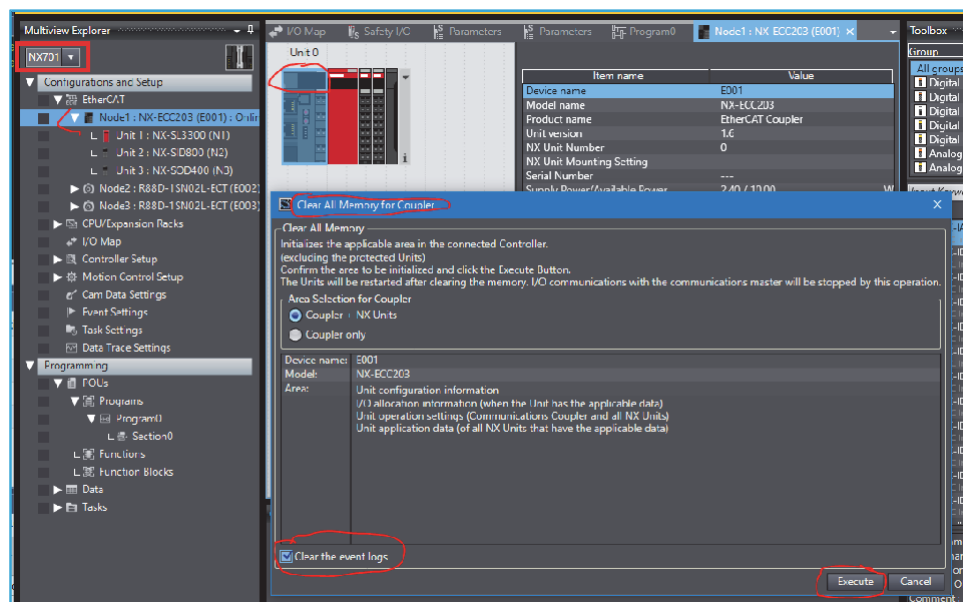 Multiview Explorer
NX701
Configurations and Setup
EtherCAT
Node1 : NX-ECC203 (E001) : Onlin
Unit 1 : NX-SL3300 (N1)
Unit 2 : NX-SID800 (N2)
Unit 3 : NX-SOD400 (N3)
Node2 : R88D-1SN02L-ECT (E002)
Node3 : R88D-1SN02L-ECT (E003)
CPU/Expansion Racks
I/O Map
Controller Setup
Motion Control Setup
Cam Data Settings
Event Settings
Task Settings
Data Trace Settings
Programming
POUs
Programs
Program0
Section0
Functions
Function Blocks
Data
Tasks
I/O Map
Safety I/O
Parameters
Parameters
Program0
Node1 : NX-ECC203 (E001)
Unit 0
Item name Value
Device name E001
Model name NX-ECC203
Product name EtherCAT Coupler
Unit version 1.6
NX Unit Number 0
NX Unit Mounting Setting
Serial Number ---
Supply Power/Available Power 2.40 / 10.00 W
Clear All Memory for Coupler
Clear All Memory
Initializes the applicable area in the connected Controller.
(excluding the protected Units)
Confirm the area to be initialized and click the Execute Button.
The Units will be restarted after clearing the memory. I/O communications with the communications master will be stopped by this operation.
Area Selection for Coupler
Coupler + NX Units
Coupler only
Device name: E001
Model: NX-ECC203
Area: Unit configuration information
I/O allocation information (when the Unit has the applicable data)
Unit operation settings (Communications Coupler and all NX Units)
Unit application data (of all NX Units that have the applicable data)
Clear the event logs
Execute
Cancel
Toolbox
Group
All groups
Digital
Digital
Digital
Digital
Digital
Analog
Analog
Comment